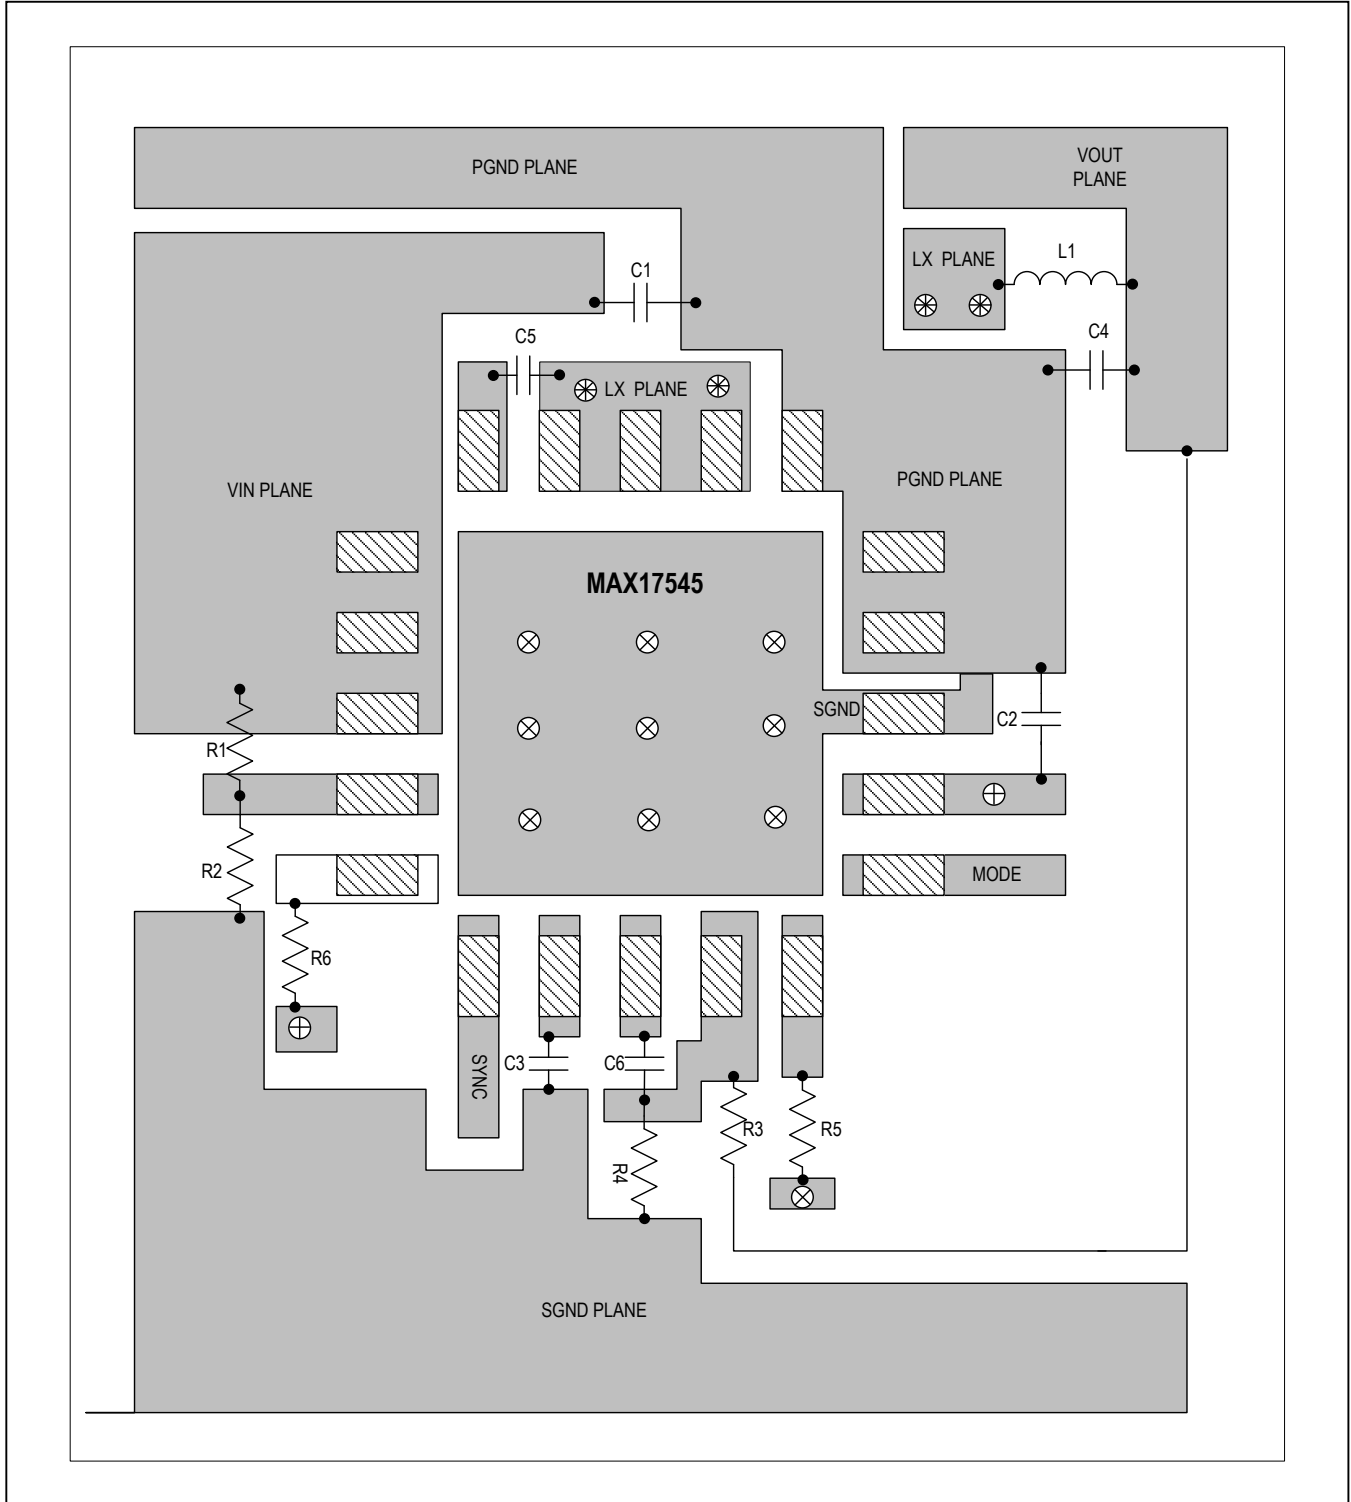 PGND PLANE
VOUT
PLANE
LX PLANE
L1
C1
C4
C5
LX PLANE
VIN PLANE
PGND PLANE
MAX17545
SGND
C2
R1
R2
MODE
R6
SYNC
C3
C6
R3
R5
R4
SGND PLANE